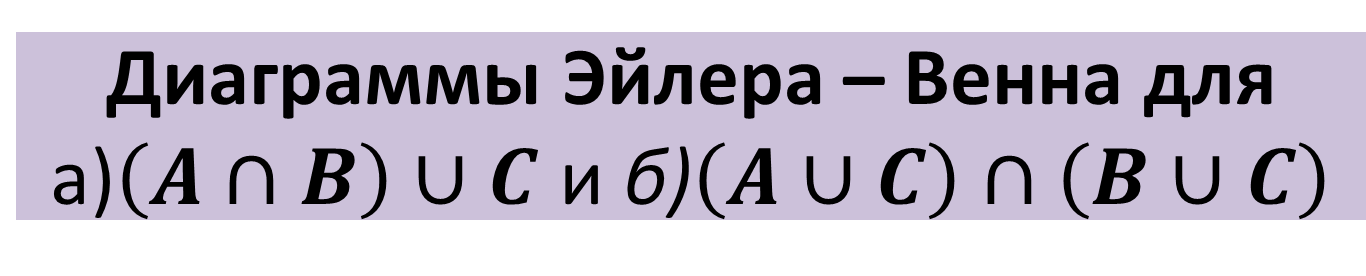 Диаграммы Эйлера – Венна для
а)(A ∩ B) ∪ C и б)(A ∪ C) ∩ (B ∪ C)